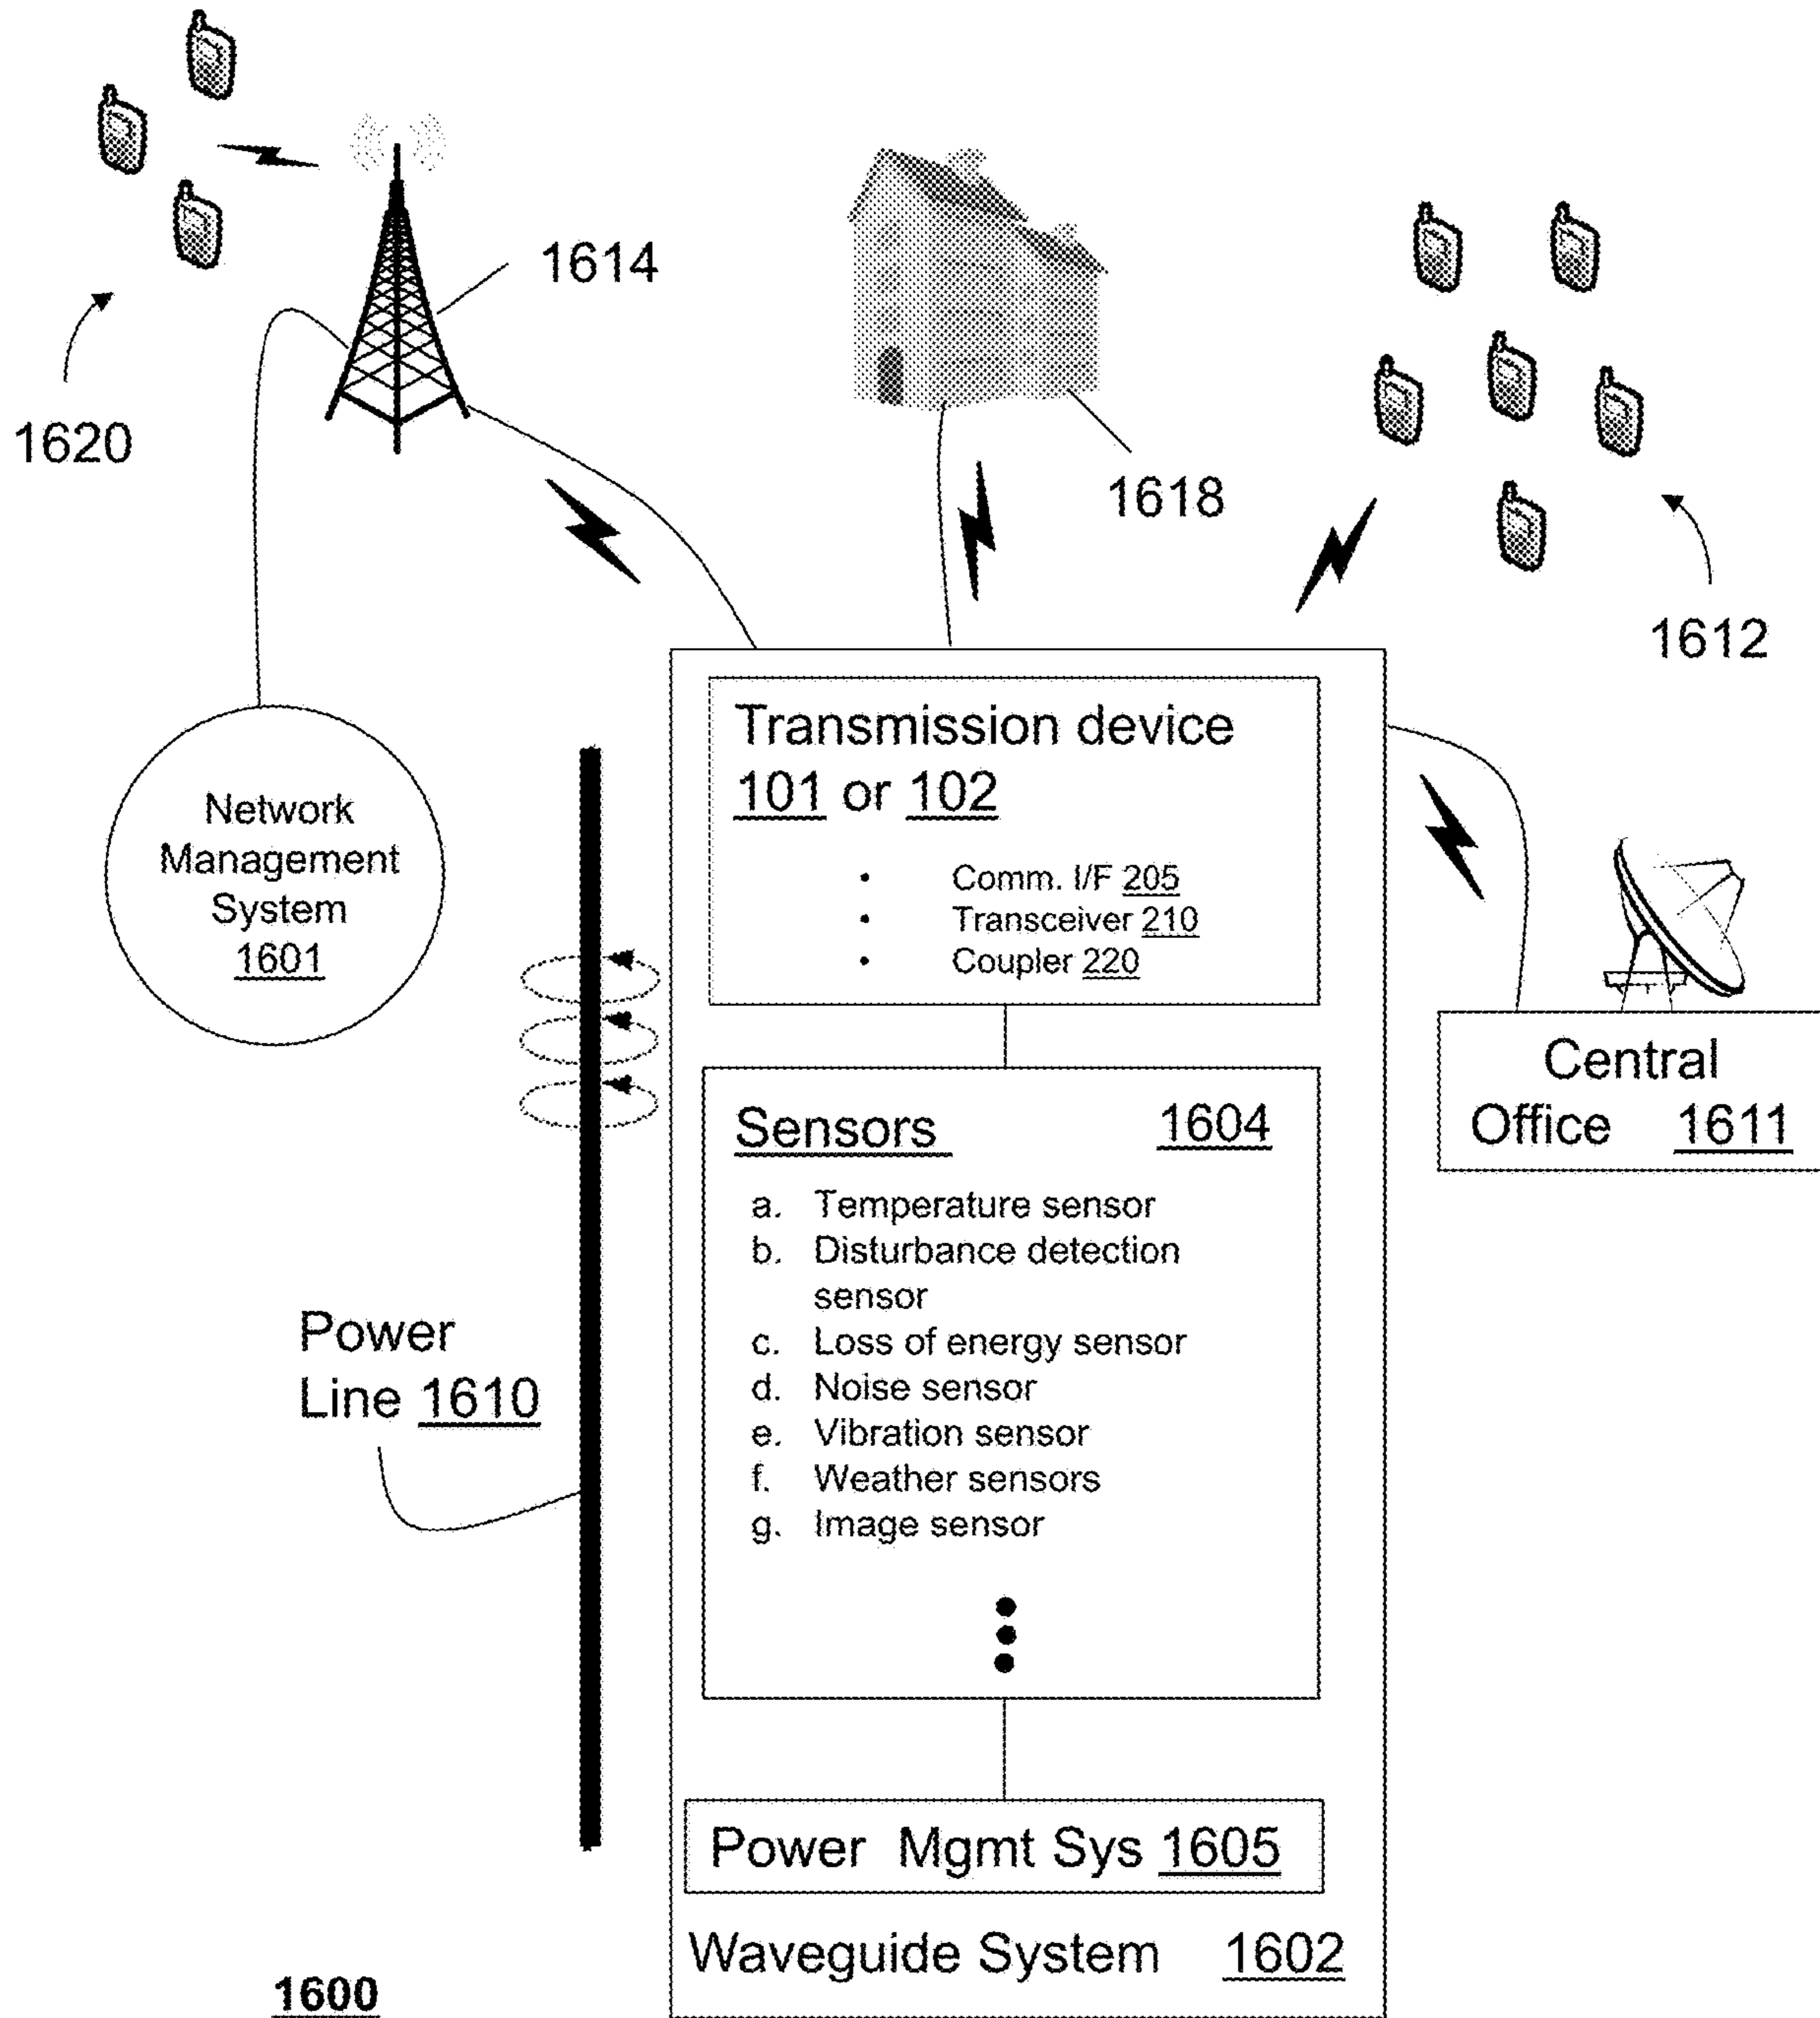 1614
1620
1618
1612
Network
Management
System
1601
Transmission device
101 or 102
• Comm. I/F 205
• Transceiver 210
• Coupler 220
Central
Office 1611
Sensors 1604
a. Temperature sensor
b. Disturbance detection
sensor
c. Loss of energy sensor
d. Noise sensor
e. Vibration sensor
f. Weather sensors
g. Image sensor
Power
Line 1610
Power Mgmt Sys 1605
Waveguide System 1602
1600